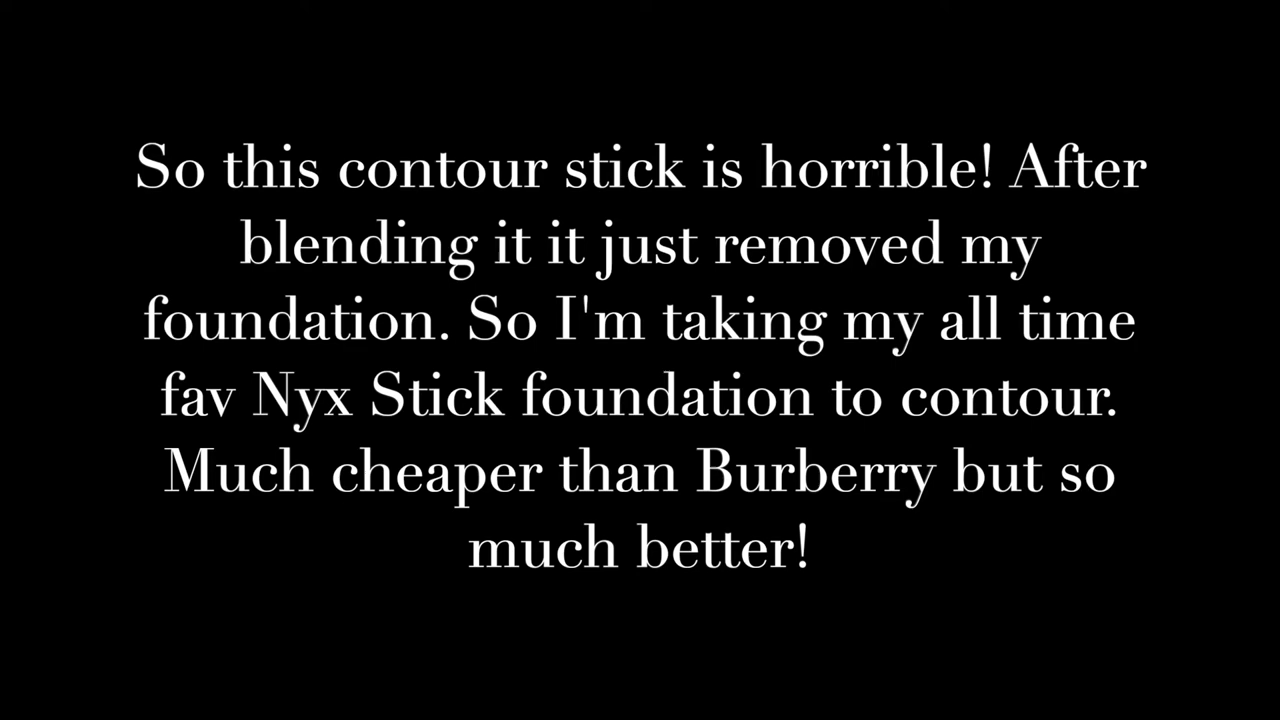 So this contour stick is horrible! After
blending it it just removed my
foundation. So I'm taking my all time
fav Nyx Stick foundation to contour.
Much cheaper than Burberry but so
much better!